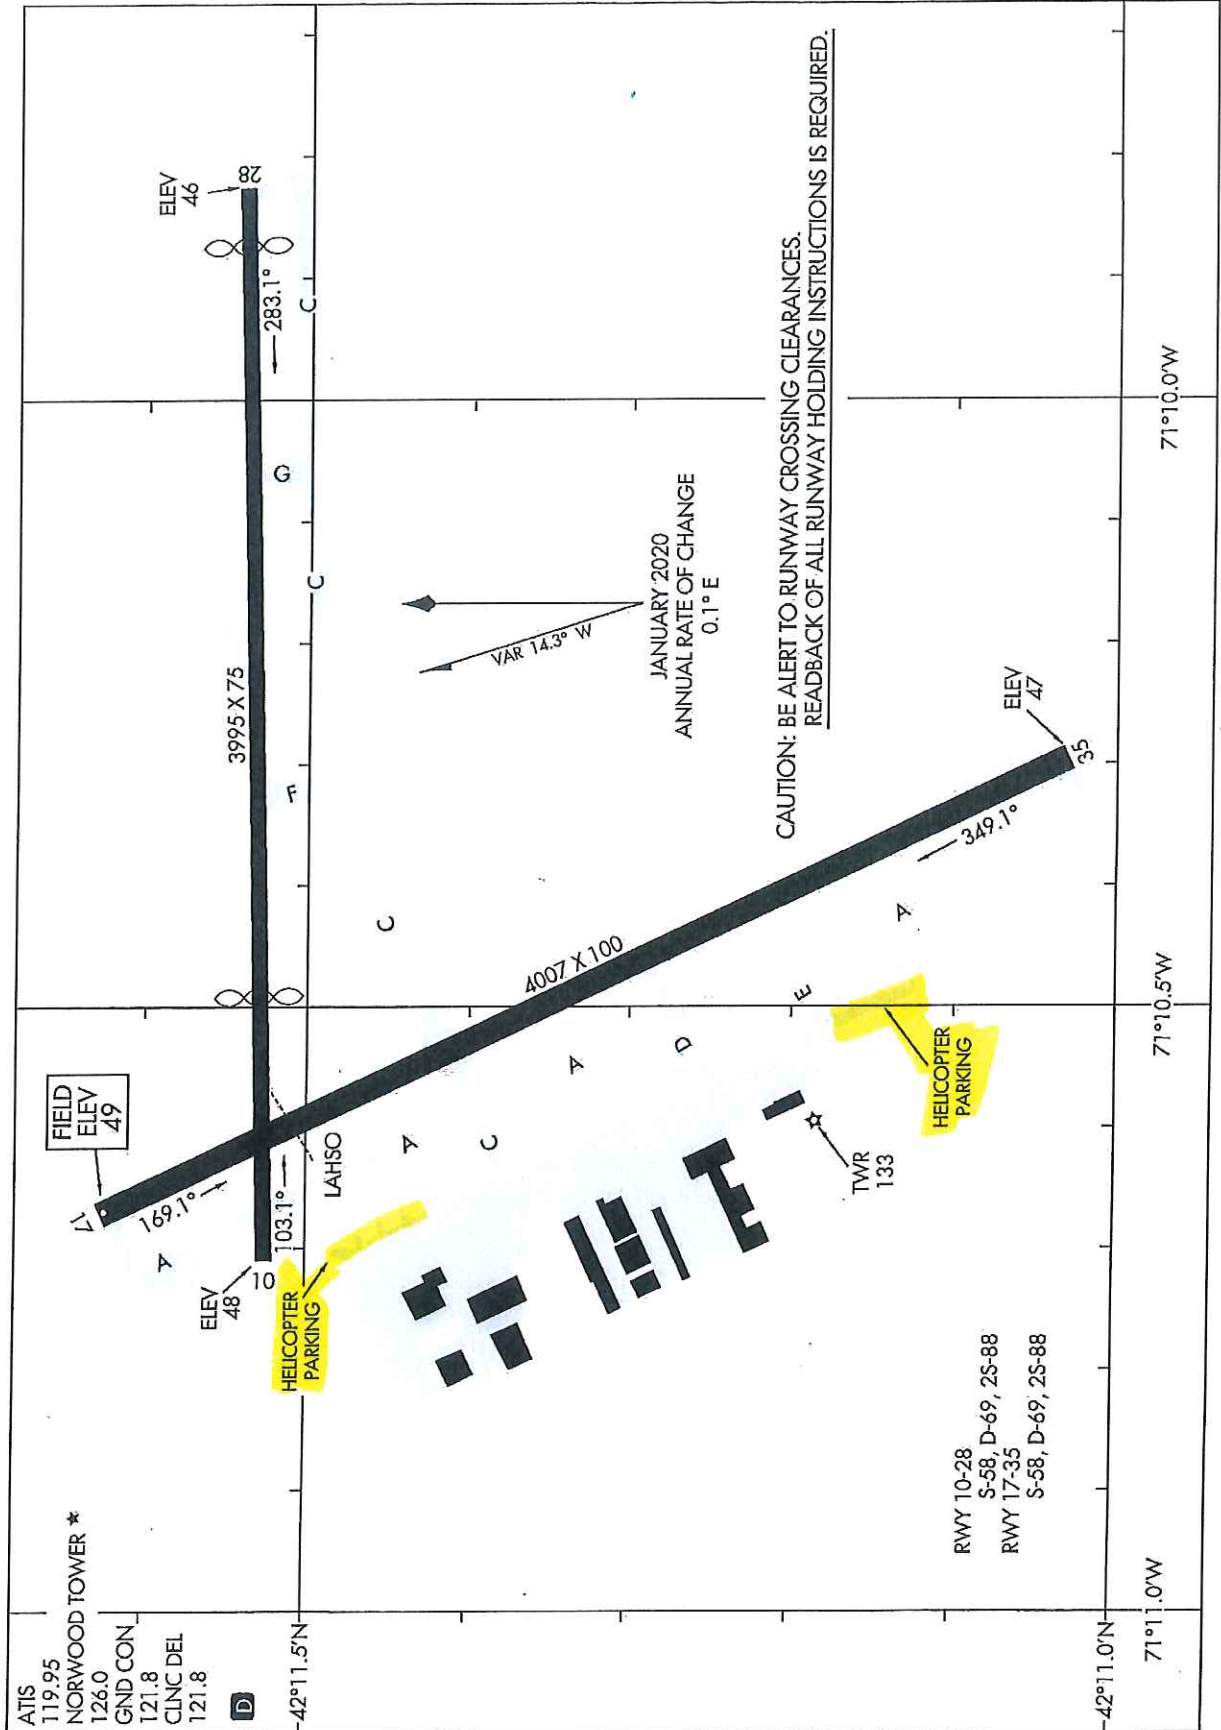 ATIS
119.95
NORWOOD TOWER ★
126.0
GND CON
121.8
CLNC DEL
121.8
D
42°11.5'N
42°11.0'N
71°11.0'W
71°10.5'W
71°10.0'W
FIELD
ELEV
49
17
169.1°
A
ELEV
48
10
103.1°
LAHSO
HELICOPTER
PARKING
3995 X 75
F
G
C
C
283.1°
28
ELEV
46
A
C
C
A
D
E
A
4007 X 100
349.1°
35
ELEV
47
VAR 14.3° W
JANUARY 2020
ANNUAL RATE OF CHANGE
0.1° E
CAUTION: BE ALERT TO RUNWAY CROSSING CLEARANCES.
READBACK OF ALL RUNWAY HOLDING INSTRUCTIONS IS REQUIRED.
TWR
133
HELICOPTER
PARKING
RWY 10-28
S-58, D-69, 2S-88
RWY 17-35
S-58, D-69, 2S-88